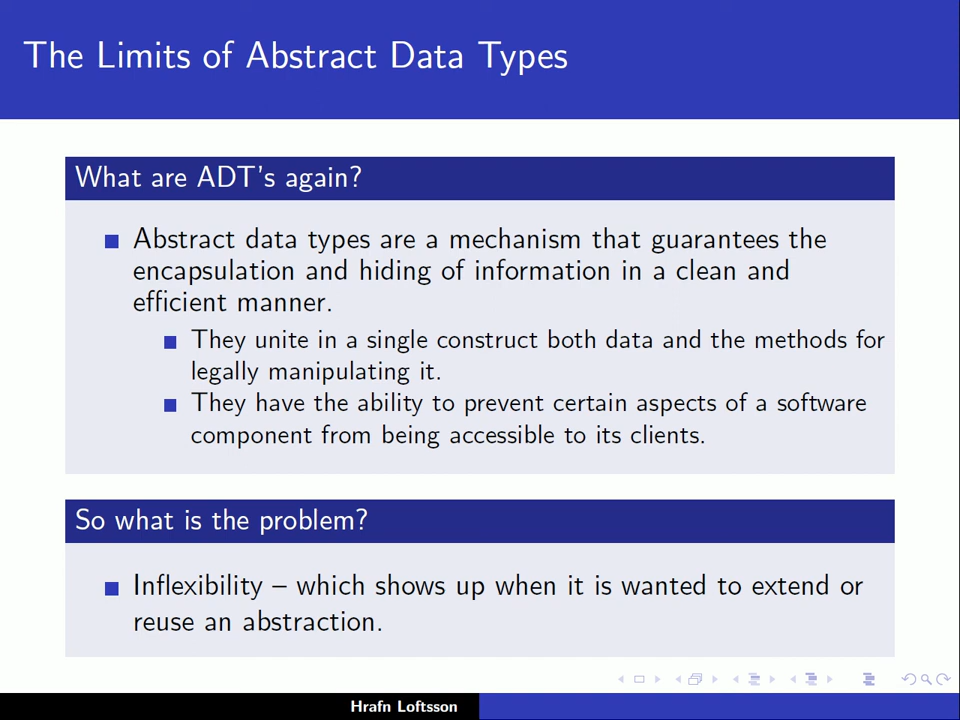 The Limits of Abstract Data Types
What are ADT's again?
Abstract data types are a mechanism that guarantees the
encapsulation and hiding of information in a clean and
efficient manner.
They unite in a single construct both data and the methods for
legally manipulating it.
They have the ability to prevent certain aspects of a software
component from being accessible to its clients.
So what is the problem?
Inflexibility – which shows up when it is wanted to extend or
reuse an abstraction.
Hrafn Loftsson